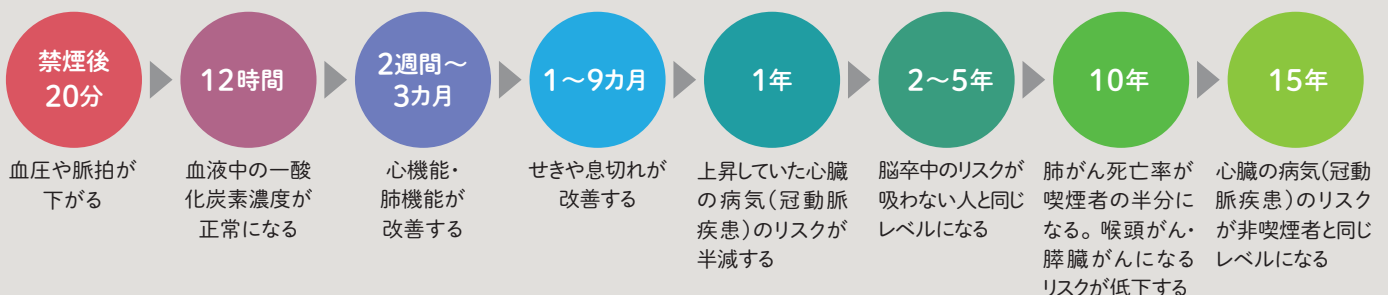 禁煙後
20分
血圧や脈拍が
下がる
12時間
血液中の一酸
化炭素濃度が
正常になる
2週間〜
3カ月
心機能・
肺機能が
改善する
1〜9カ月
せきや息切れが
改善する
1年
上昇していた心臓
の病気(冠動脈
疾患)のリスクが
半減する
2〜5年
脳卒中のリスクが
吸わない人と同じ
レベルになる
10年
肺がん死亡率が
喫煙者の半分に
なる。喉頭がん・
膵臓がんになる
リスクが低下する
15年
心臓の病気(冠動
脈疾患)のリスク
が非喫煙者と同じ
レベルになる